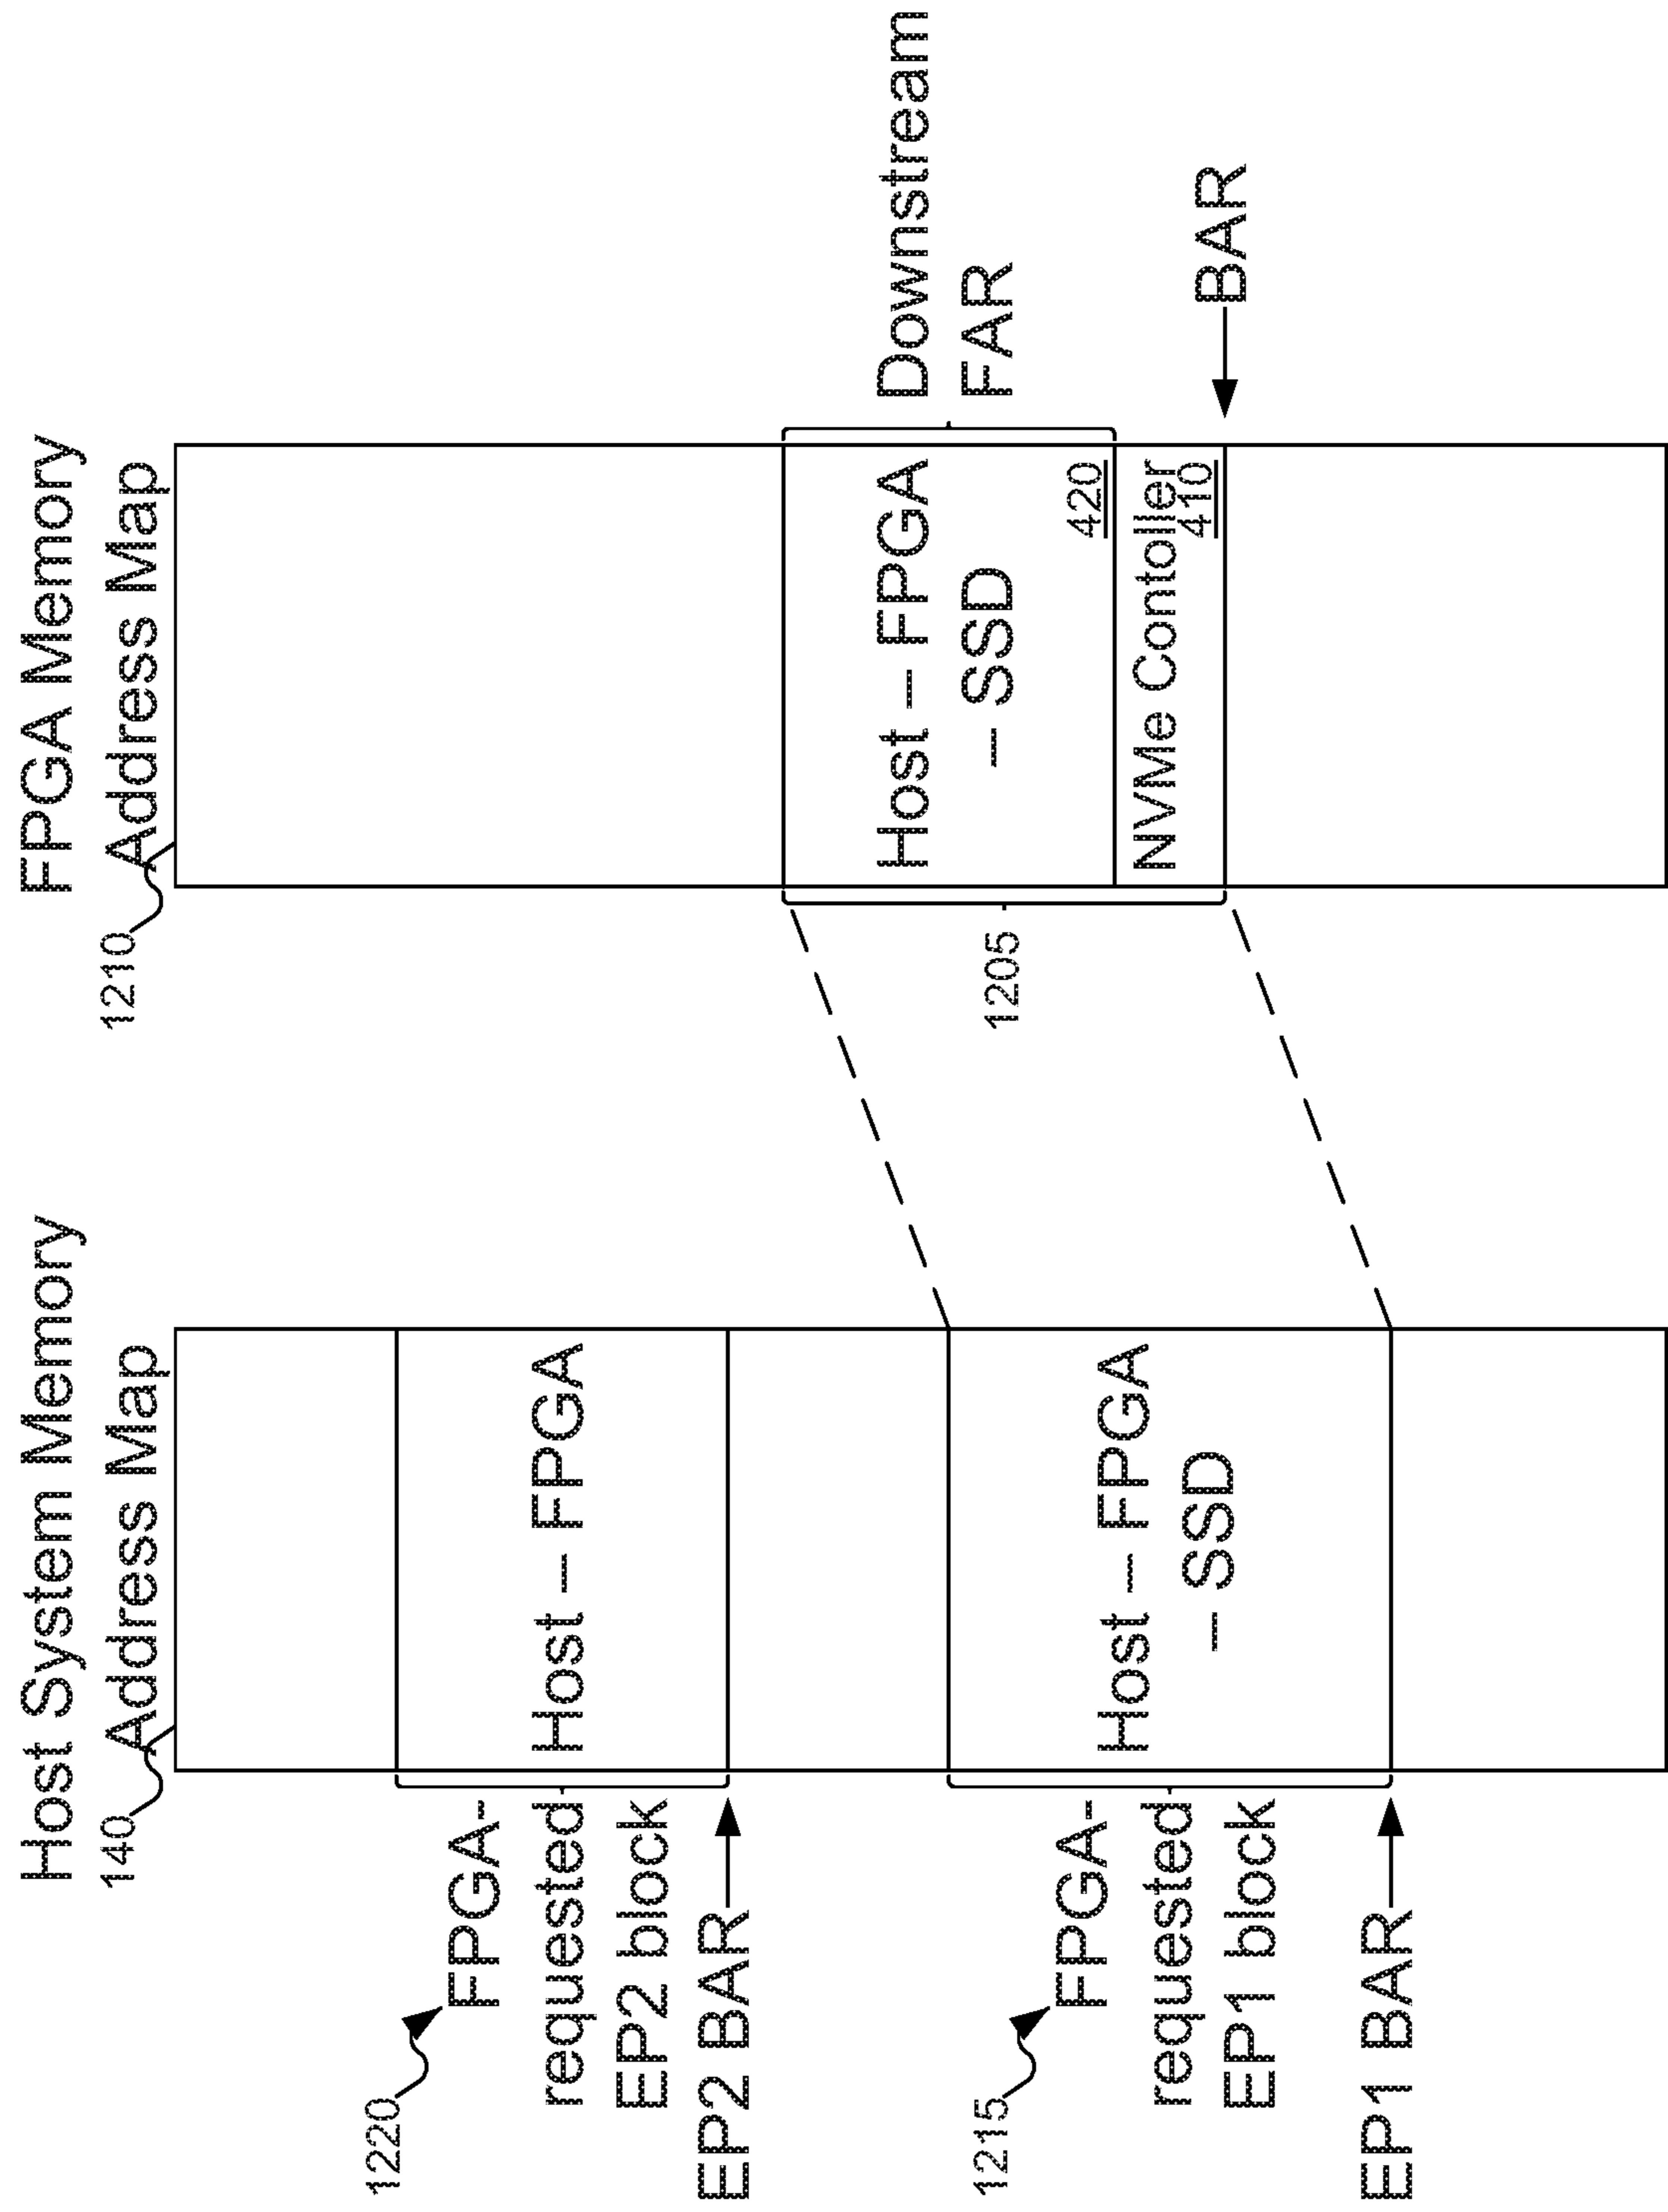 Host System Memory
Address Map
140
1220
FPGA-
requested
EP2 block
EP2 BAR
Host – FPGA
1215
FPGA-
requested
EP1 block
EP1 BAR
Host – FPGA
– SSD
FPGA Memory
Address Map
1210
1205
Host – FPGA
– SSD
420
NVMe Contoller
410
Downstream
FAR
BAR